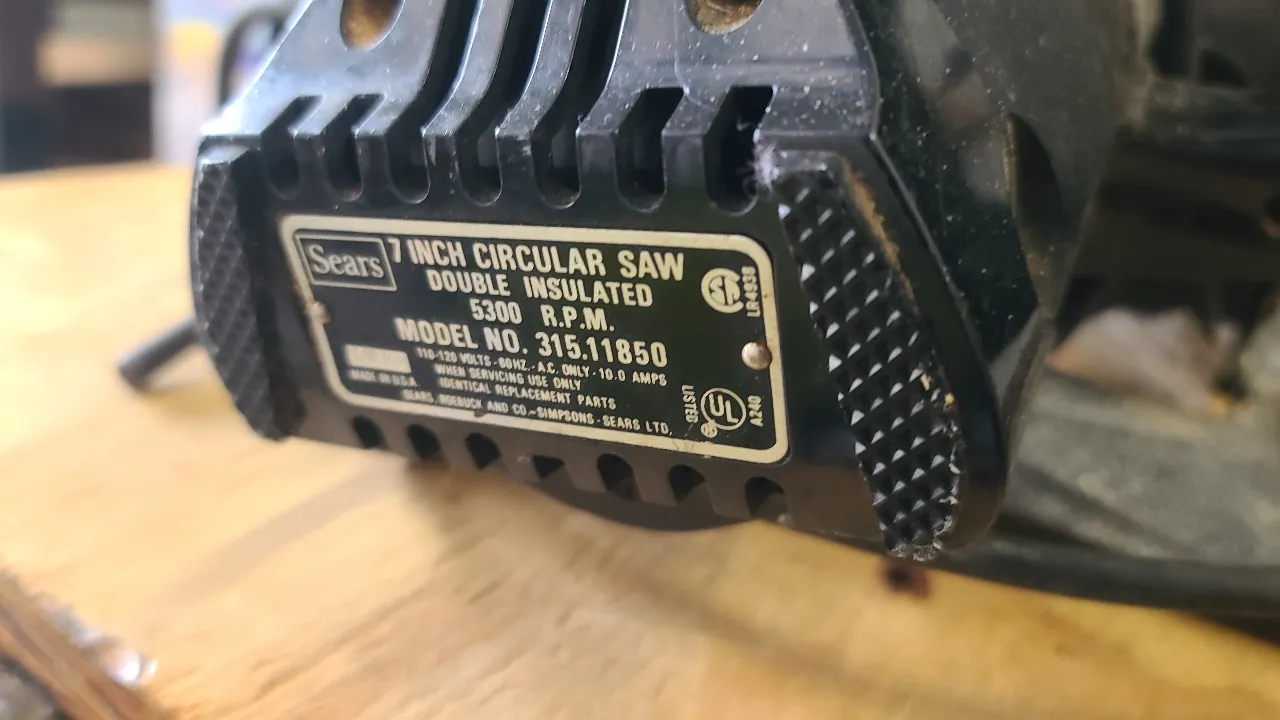 Sears
7 INCH CIRCULAR SAW
DOUBLE INSULATED
5300 R.P.M.
MODEL NO. 315.11850
110-120 VOLTS - 60HZ. - A.C. ONLY - 10.0 AMPS
WHEN SERVICING USE ONLY
MADE IN U.S.A. IDENTICAL REPLACEMENT PARTS
SEARS, ROEBUCK AND CO.-SIMPSONS-SEARS LTD.
SA
LR4938
LISTED
UL
®
A240